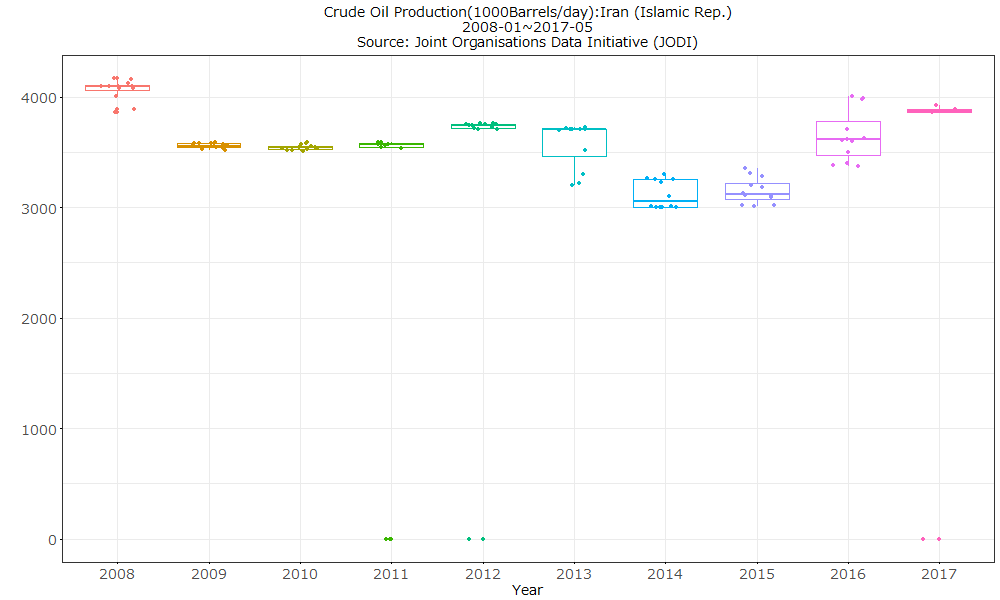 Crude Oil Production(1000Barrels/day):Iran (Islamic Rep.)
2008-01~2017-05
Source: Joint Organisations Data Initiative (JODI)
4000
3000
2000
1000
0
2008 2009 2010 2011 2012 2013 2014 2015 2016 2017
Year